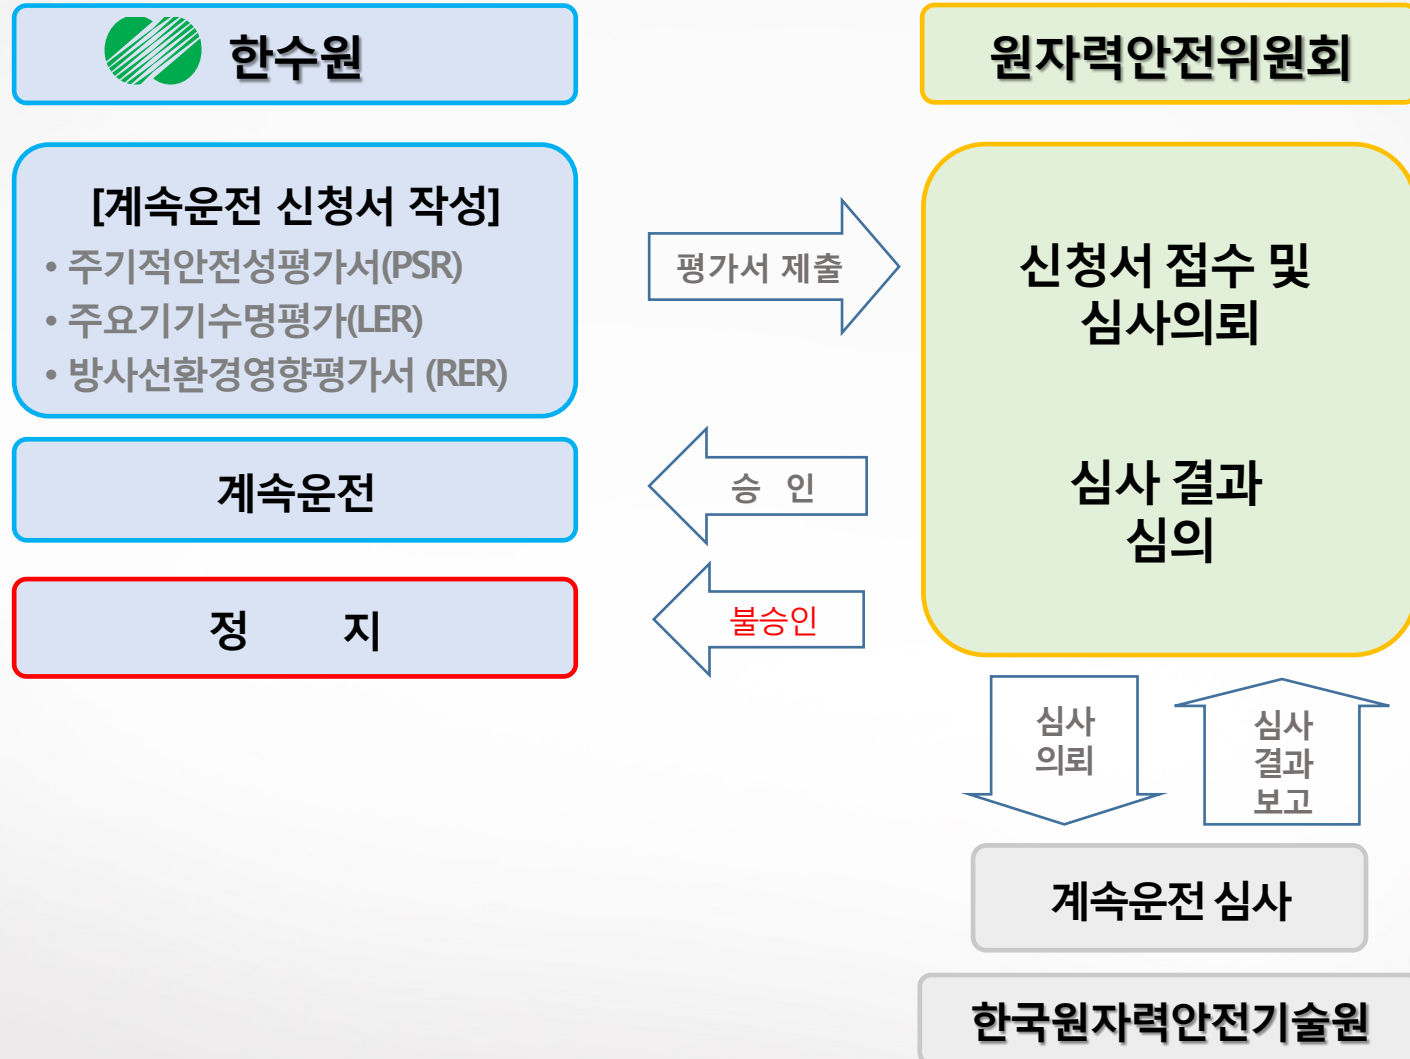 한수원
원자력안전위원회
[계속운전 신청서 작성]
• 주기적안전성평가서(PSR)
• 주요기기수명평가(LER)
• 방사선환경영향평가서 (RER)
평가서 제출
신청서 접수 및
심사의뢰
계속운전
승 인
심사 결과
심의
정 지
불승인
심사
의뢰
심사
결과
보고
계속운전 심사
한국원자력안전기술원